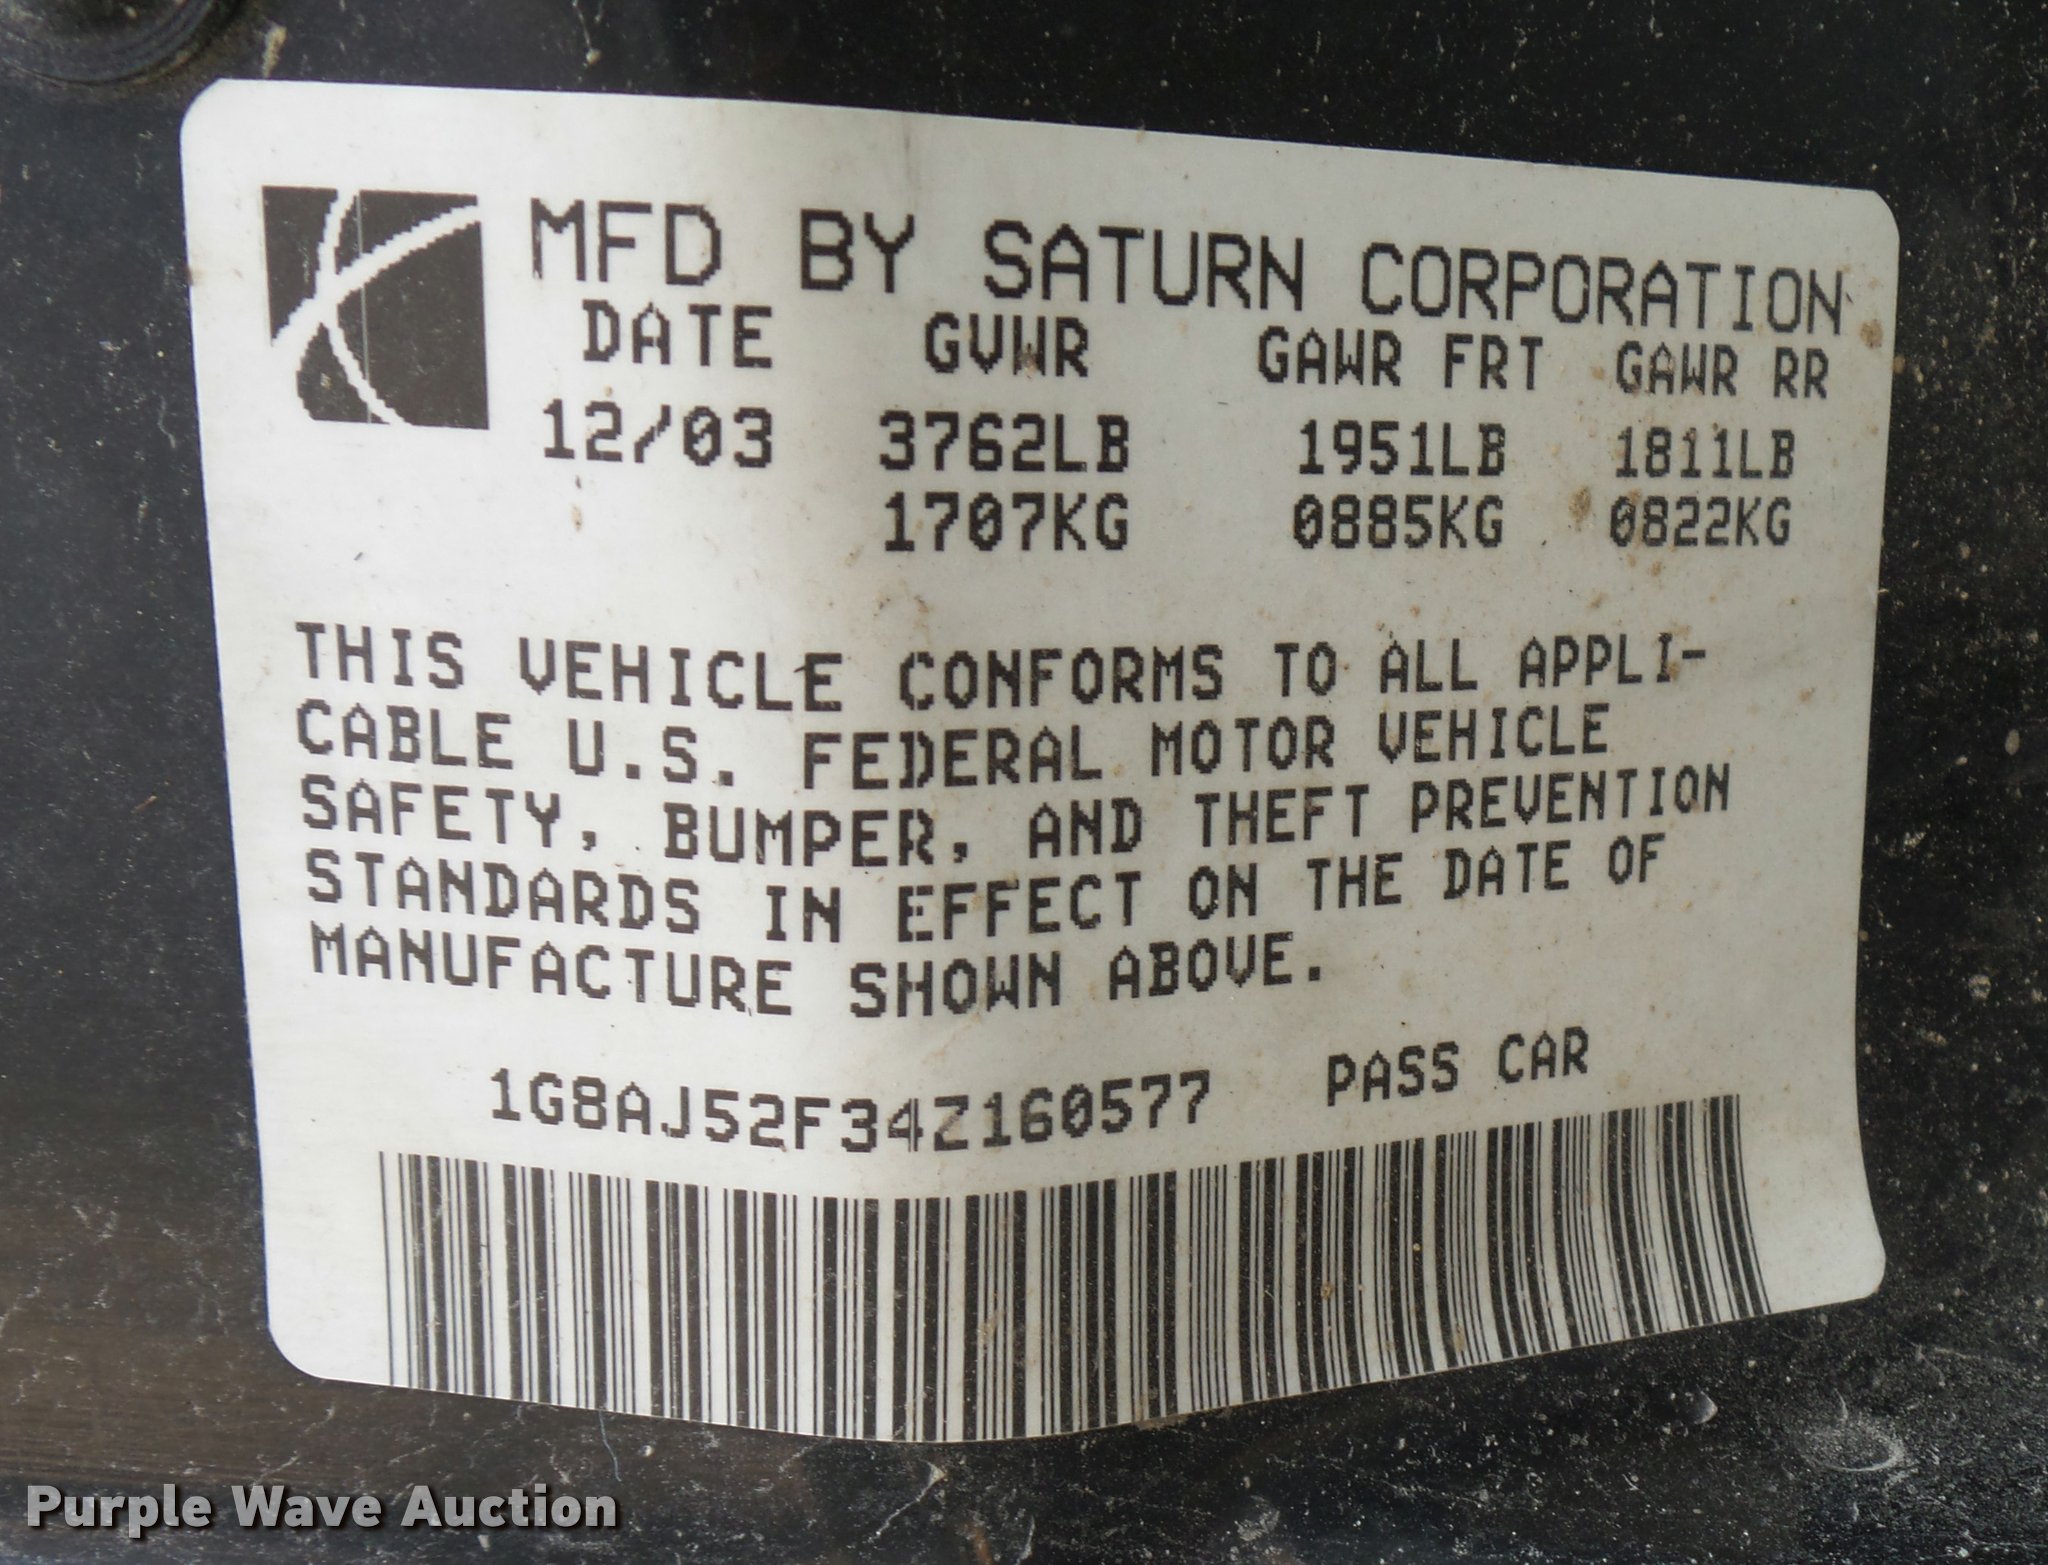 MFD BY SATURN CORPORATION
DATE GVWR GAWR FRT GAWR RR
12/03 3762LB 1951LB 1811LB
1707KG 0885KG 0822KG
THIS VEHICLE CONFORMS TO ALL APPLI-
CABLE U.S. FEDERAL MOTOR VEHICLE
SAFETY, BUMPER, AND THEFT PREVENTION
STANDARDS IN EFFECT ON THE DATE OF
MANUFACTURE SHOWN ABOVE.
1G8AJ52F34Z160577 PASS CAR
Purple Wave Auction